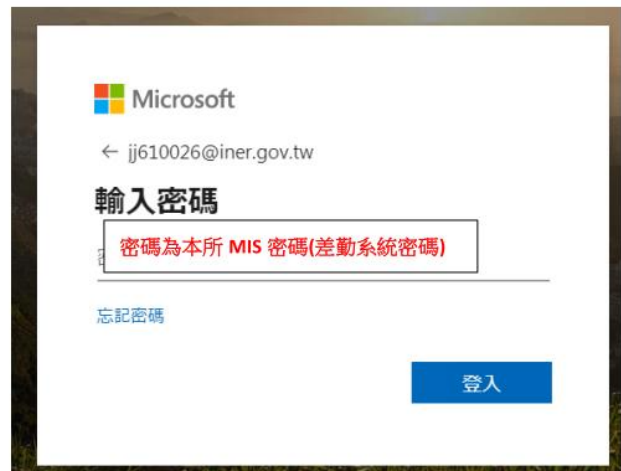 Microsoft
← jj610026@iner.gov.tw
輸入密碼
密碼為本所 MIS 密碼(差勤系統密碼)
忘記密碼
登入